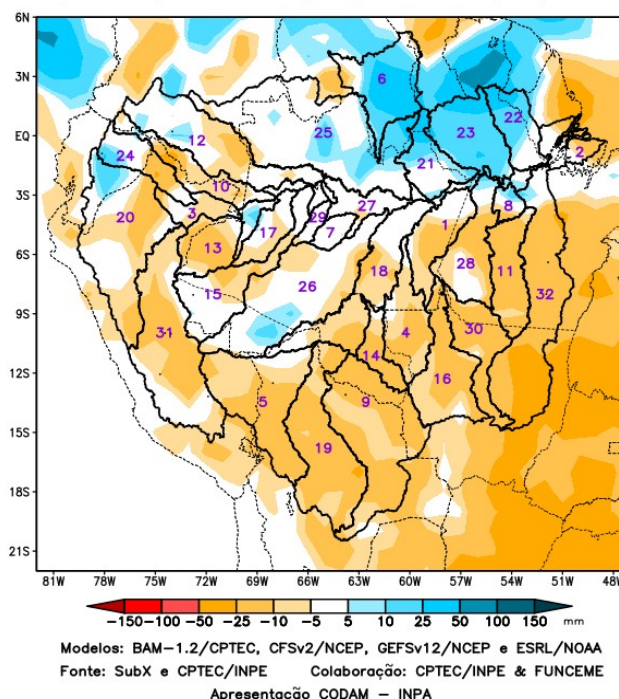 6N
3N
EQ
3S
6S
9S
12S
15S
18S
21S
6
25
23
22
12
24
21
2
10
20
3
17
29
27
8
7
1
13
18
28
11
15
26
32
31
4
30
14
16
5
9
19
81W 78W 75W 72W 69W 66W 63W 60W 57W 54W 51W 48W
-150 -100 -50 -25 -10 -5 5 10 25 50 100 150 mm
Modelos: BAM-1.2/CPTEC, CFSv2/NCEP, GEFSv12/NCEP e ESRL/NOAA
Fonte: SubX e CPTEC/INPE Colaboração: CPTEC/INPE & FUNCEME
Apresentação CODAM - INPA